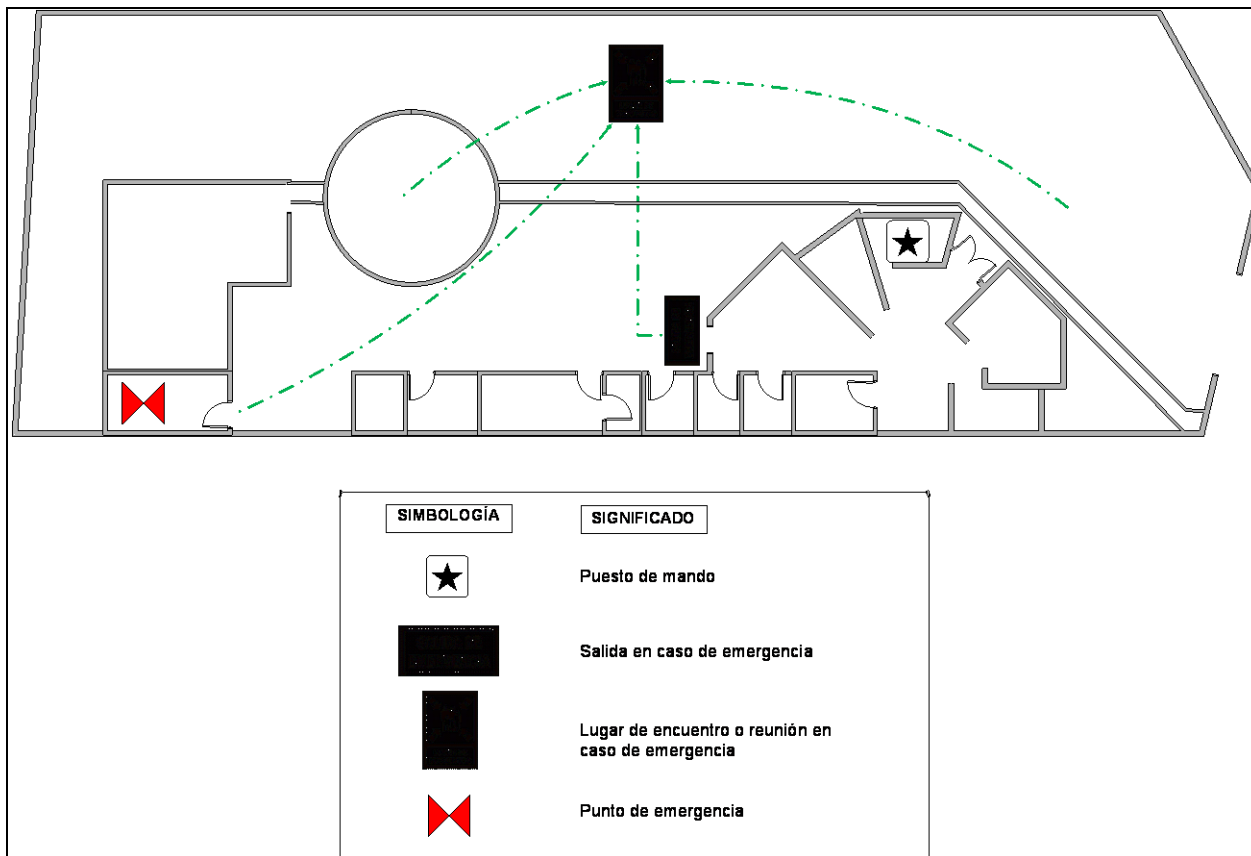 SIMBOLOGÍA
SIGNIFICADO
Puesto de mando
Salida en caso de emergencia
Lugar de encuentro o reunión en
caso de emergencia
Punto de emergencia